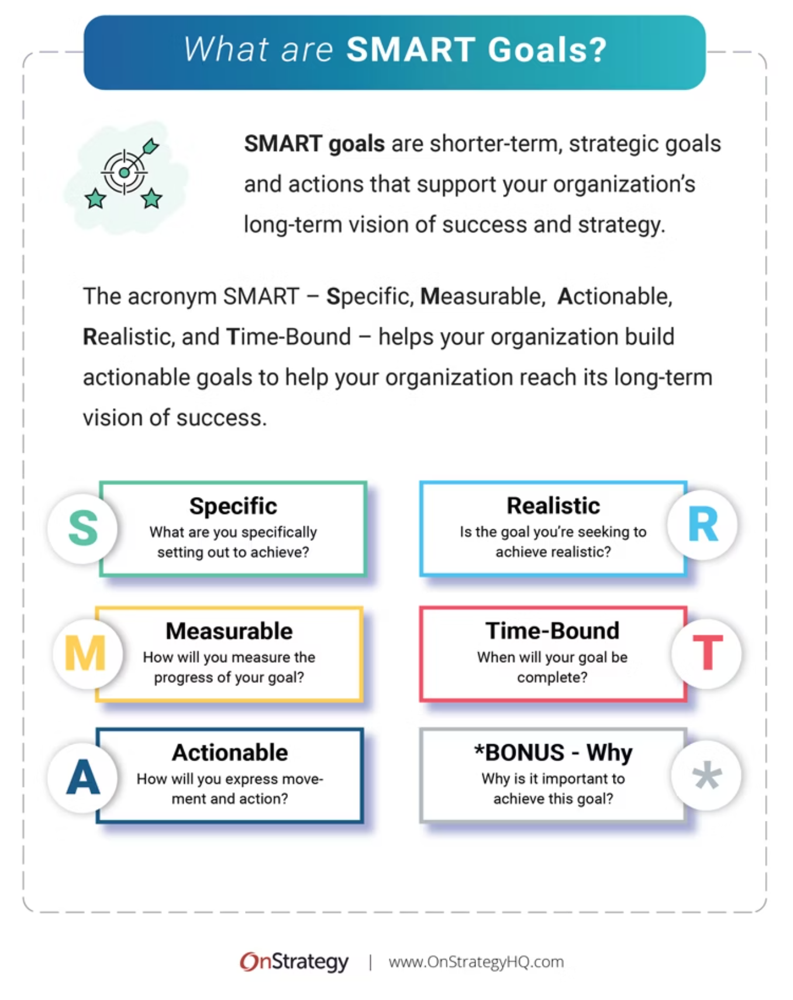 What are SMART Goals?
SMART goals are shorter-term, strategic goals
and actions that support your organization's
long-term vision of success and strategy.
The acronym SMART – Specific, Measurable,  Actionable,
Realistic, and Time-Bound – helps your organization build
actionable goals to help your organization reach its long-term
vision of success.
S
Specific
What are you specifically
setting out to achieve?
M
Measurable
How will you measure the
progress of your goal?
A
Actionable
How will you express move-
ment and action?
Realistic
Is the goal you're seeking to
achieve realistic?
R
Time-Bound
When will your goal be
complete?
T
*BONUS - Why
Why is it important to
achieve this goal?
*
OnStrategy | www.OnStrategyHQ.com